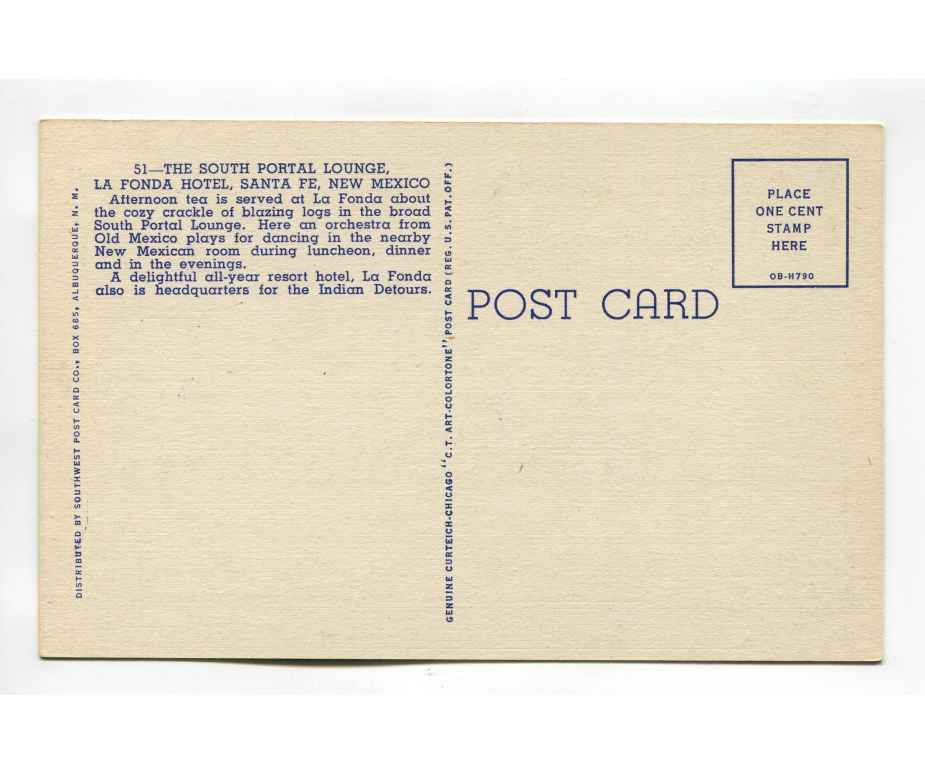 51—THE SOUTH PORTAL LOUNGE,
LA FONDA HOTEL, SANTA FE, NEW MEXICO
Afternoon tea is served at La Fonda about
the cozy crackle of blazing logs in the broad
South Portal Lounge. Here an orchestra from
Old Mexico plays for dancing in the nearby
New Mexican room during luncheon, dinner
and in the evenings.
A delightful all-year resort hotel, La Fonda
also is headquarters for the Indian Detours.
DISTRIBUTED BY SOUTHWEST POST CARD CO., BOX 685, ALBUQUERQUE, N. M.
GENUINE CURTEICH-CHICAGO "C.T. ART-COLORTONE" POST CARD (REG. U.S. PAT. OFF.)
POST CARD
PLACE
ONE CENT
STAMP
HERE
OB-H790